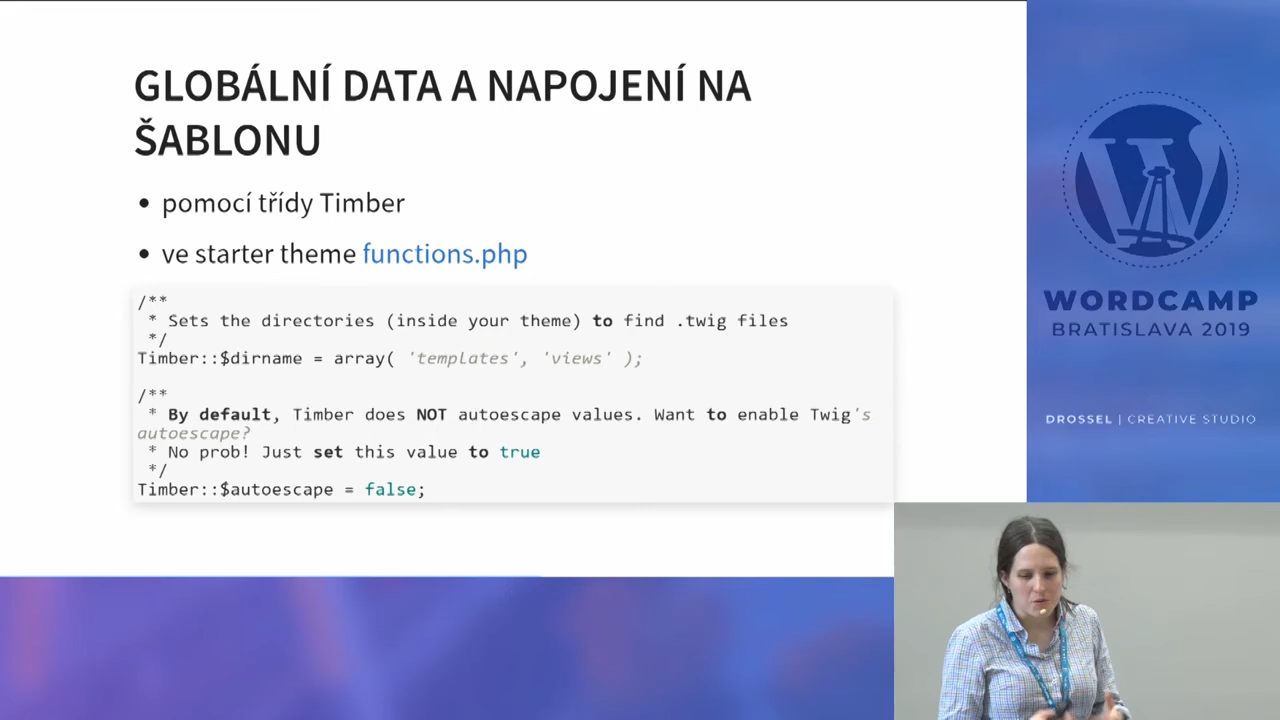 GLOBÁLNÍ DATA A NAPOJENÍ NA
ŠABLONU
• pomocí třídy Timber
• ve starter theme functions.php
/**
 * Sets the directories (inside your theme) to find .twig files
 */
Timber::$dirname = array( 'templates', 'views' );

/**
 * By default, Timber does NOT autoescape values. Want to enable Twig's
autoescape?
 * No prob! Just set this value to true
 */
Timber::$autoescape = false;
WORDCAMP
BRATISLAVA 2019
DROSSEL | CREATIVE STUDIO